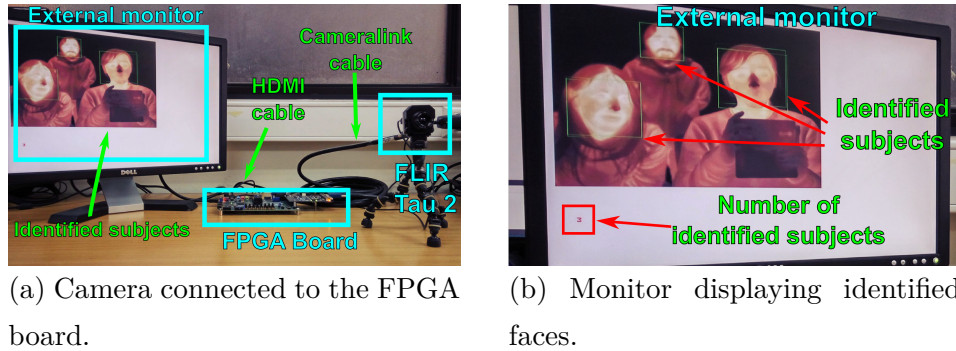 External monitor
Cameralink
cable
HDMI
cable
FLIR
Tau 2
DELL
Identified subjects
FPGA Board
(a) Camera connected to the FPGA
board.
External monitor
Identified
subjects
Number of
identified subjects
3
(b) Monitor displaying identified
faces.